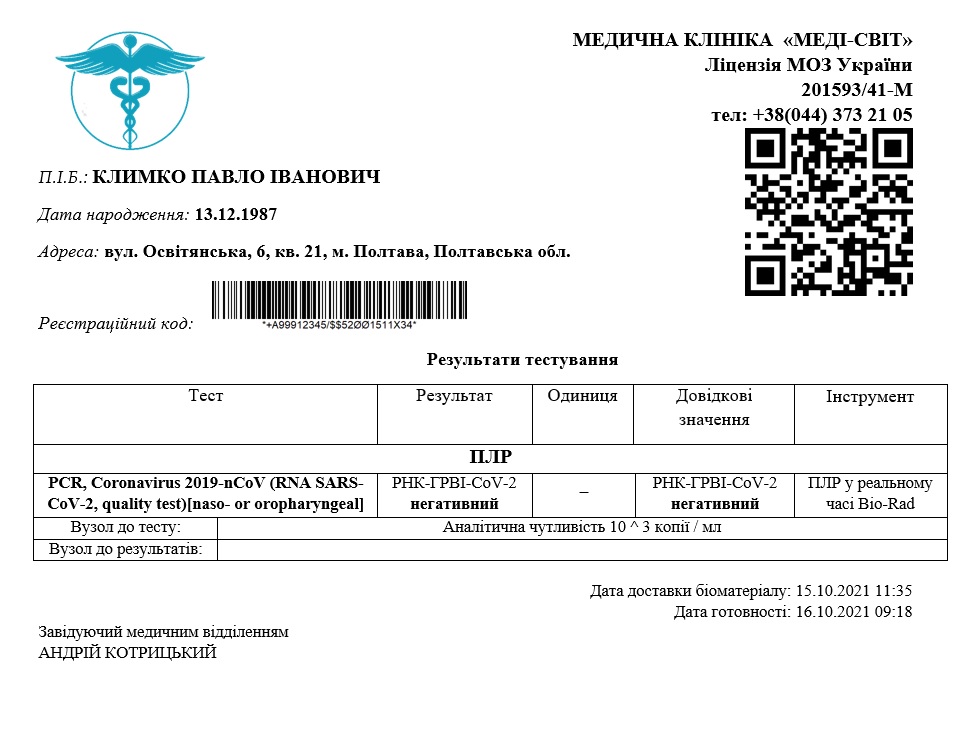 МЕДИЧНА КЛІНІКА «МЕДІ-СВІТ»
Ліцензія МОЗ України
201593/41-М
тел: +38(044) 373 21 05
П.І.Б.: КЛИМКО ПАВЛО ІВАНОВИЧ
Дата народження: 13.12.1987
Адреса: вул. Освітянська, 6, кв. 21, м. Полтава, Полтавська обл.
Реєстраційний код:
*+A99912345/$$52ØØ1511X34*
Результати тестування
Тест Результат Одиниця Довідкові значення Інструмент
ПЛР
PCR, Coronavirus 2019-nCoV (RNA SARS- РНК-ГРВІ-CoV-2 – РНК-ГРВІ-CoV-2 ПЛР у реальному
CoV-2, quality test)[naso- or oropharyngeal] негативний негативний часі Bio-Rad
Вузол до тесту: Аналітична чутливість 10 ^ 3 копії / мл
Вузол до результатів:
Дата доставки біоматеріалу: 15.10.2021 11:35
Дата готовності: 16.10.2021 09:18
Завідуючий медичним відділенням
АНДРІЙ КОТРИЦЬКИЙ